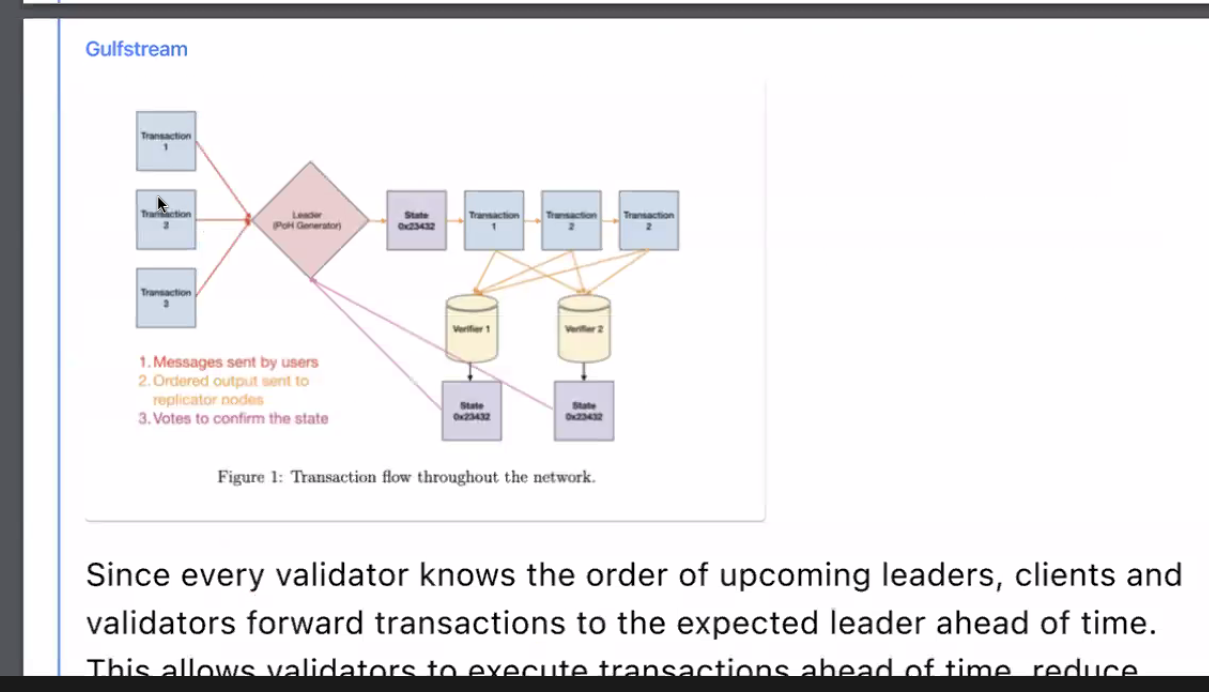 Gulfstream
Transaction
1
Transaction
3
Transaction
3
Leader
(PoH Generator)
State
0x23432
Transaction
1
Transaction
2
Transaction
2
Verifier 1
Verifier 2
State
0x23432
State
0x23432
1. Messages sent by users
2. Ordered output sent to
replicator nodes
3. Votes to confirm the state
Figure 1: Transaction flow throughout the network.
Since every validator knows the order of upcoming leaders, clients and
validators forward transactions to the expected leader ahead of time.
This allows validators to execute transactions ahead of time, reduce